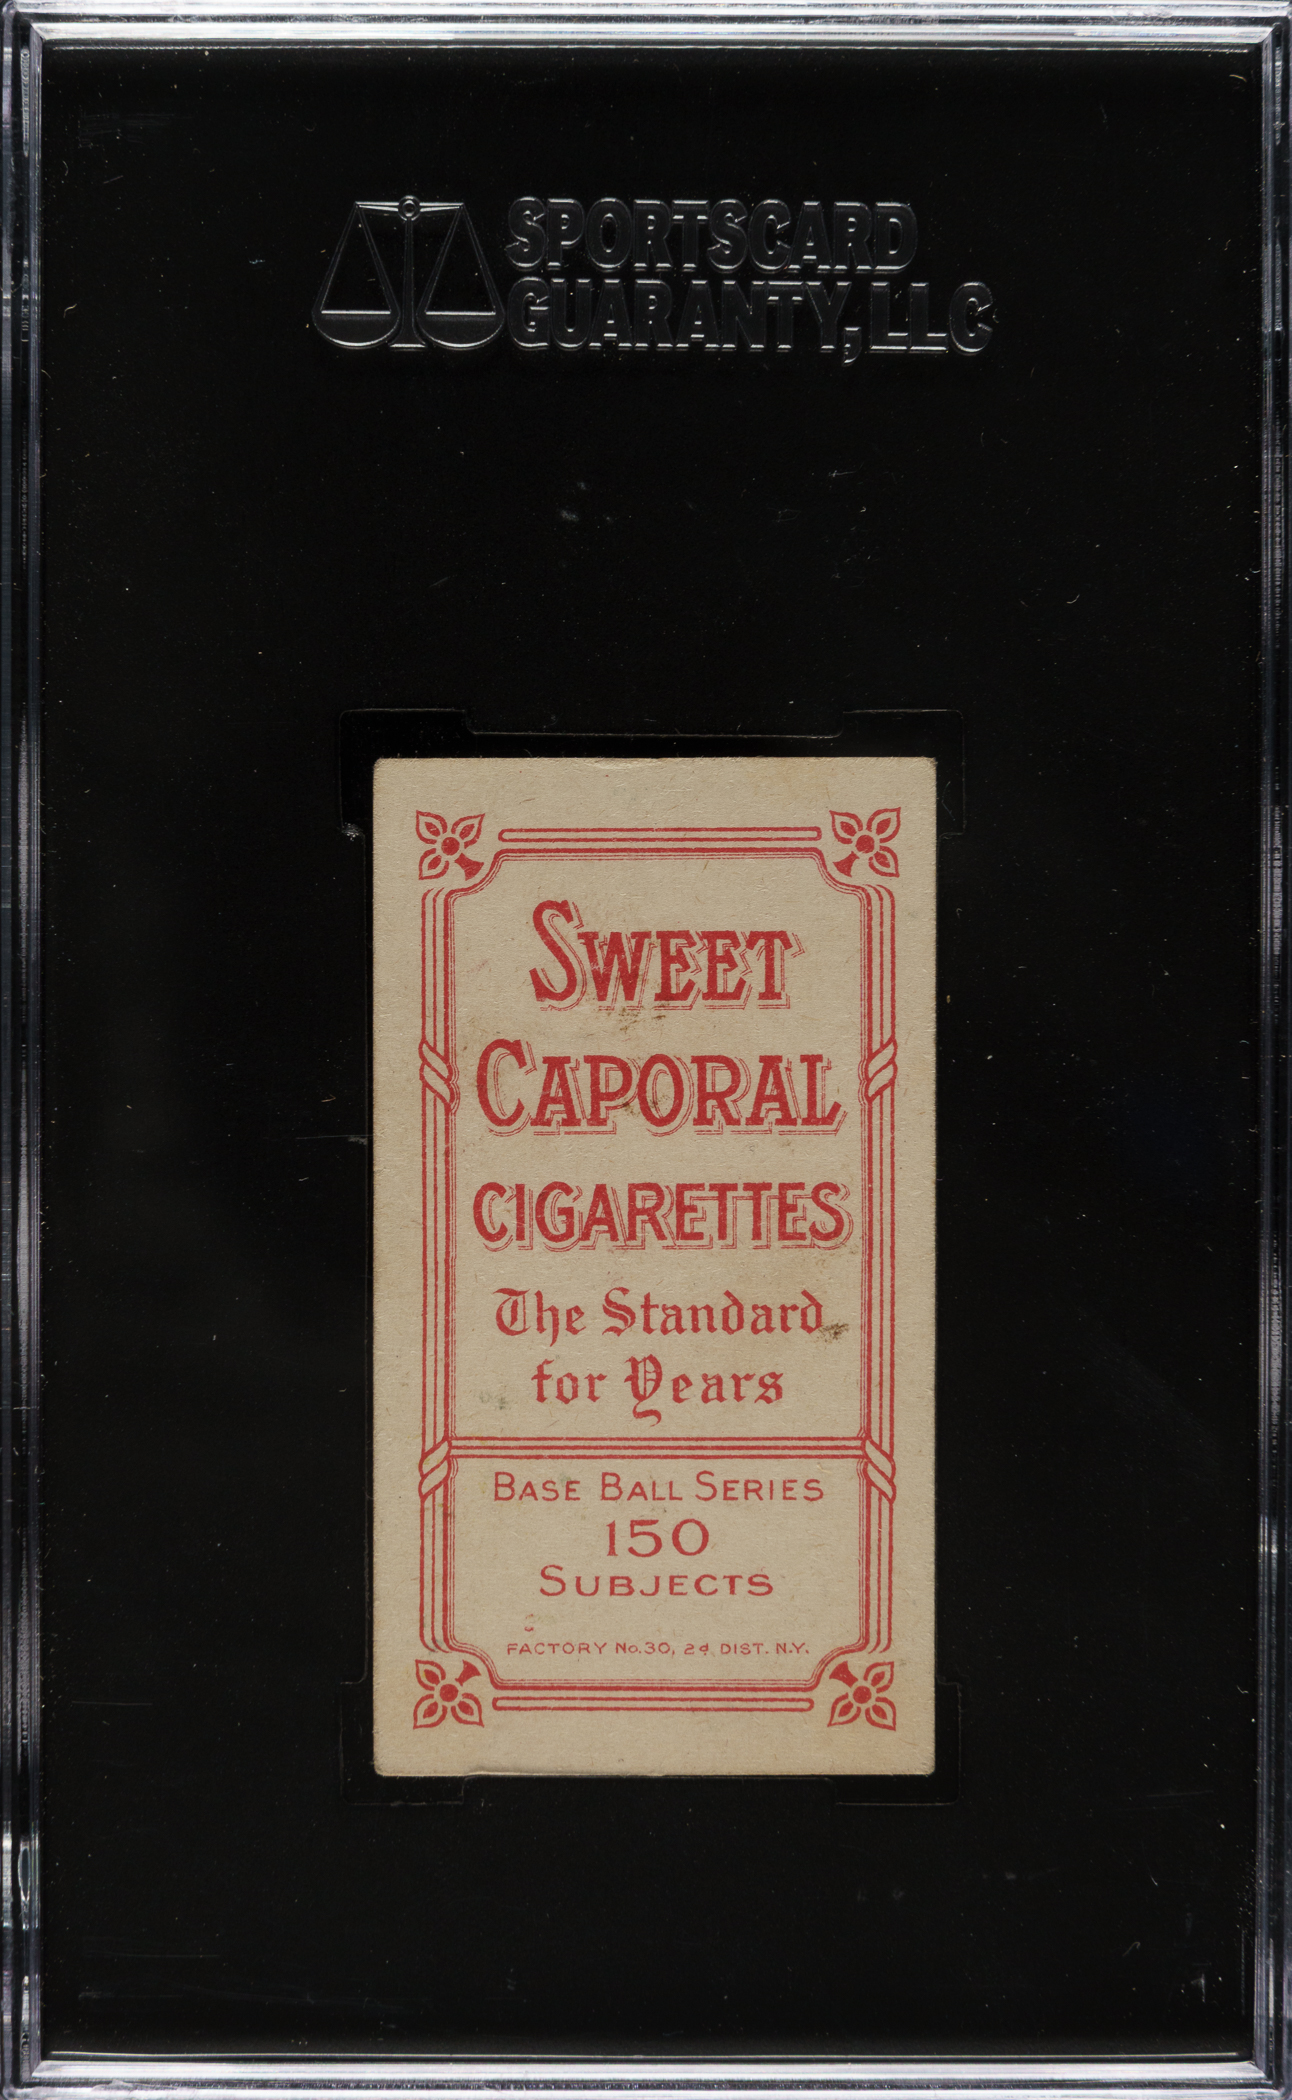 SPORTSCARD
GUARANTY, LLC
SWEET
CAPORAL
CIGARETTES
The Standard
for Years
BASE BALL SERIES
150
SUBJECTS
FACTORY No. 30, 2d DIST. N.Y.